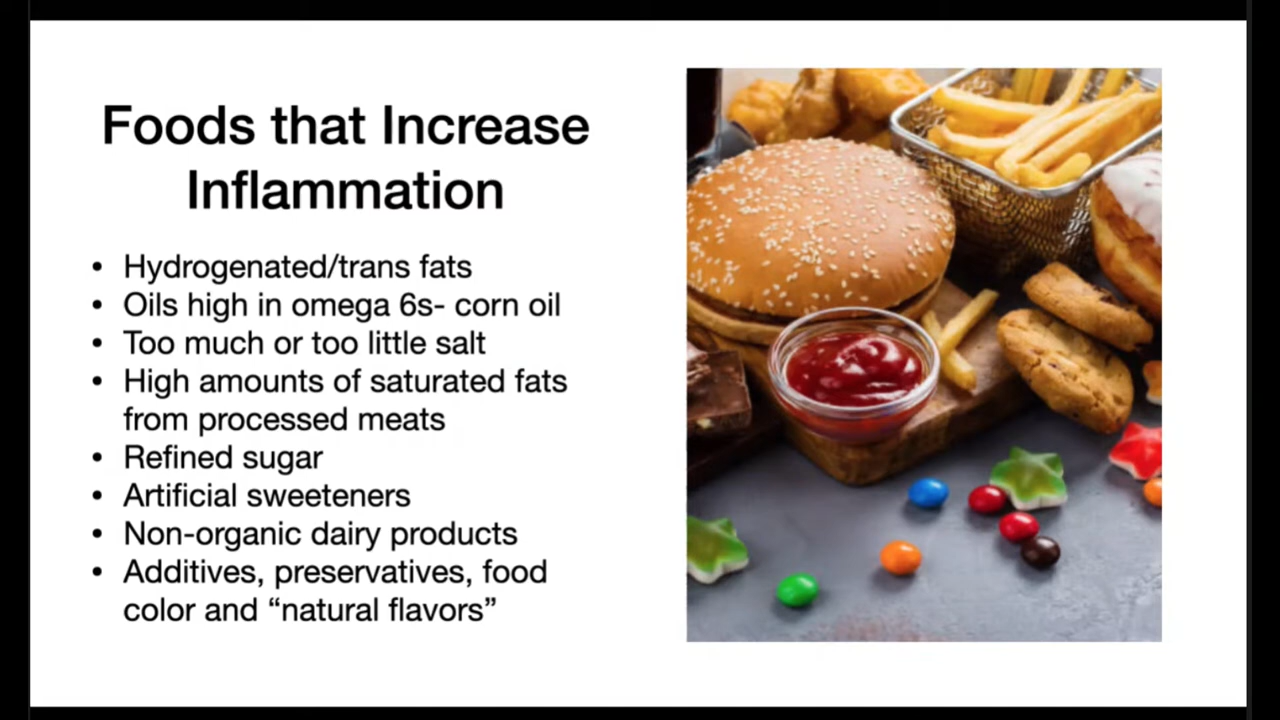 Foods that Increase
Inflammation
• Hydrogenated/trans fats
• Oils high in omega 6s- corn oil
• Too much or too little salt
• High amounts of saturated fats
from processed meats
• Refined sugar
• Artificial sweeteners
• Non-organic dairy products
• Additives, preservatives, food
color and “natural flavors”